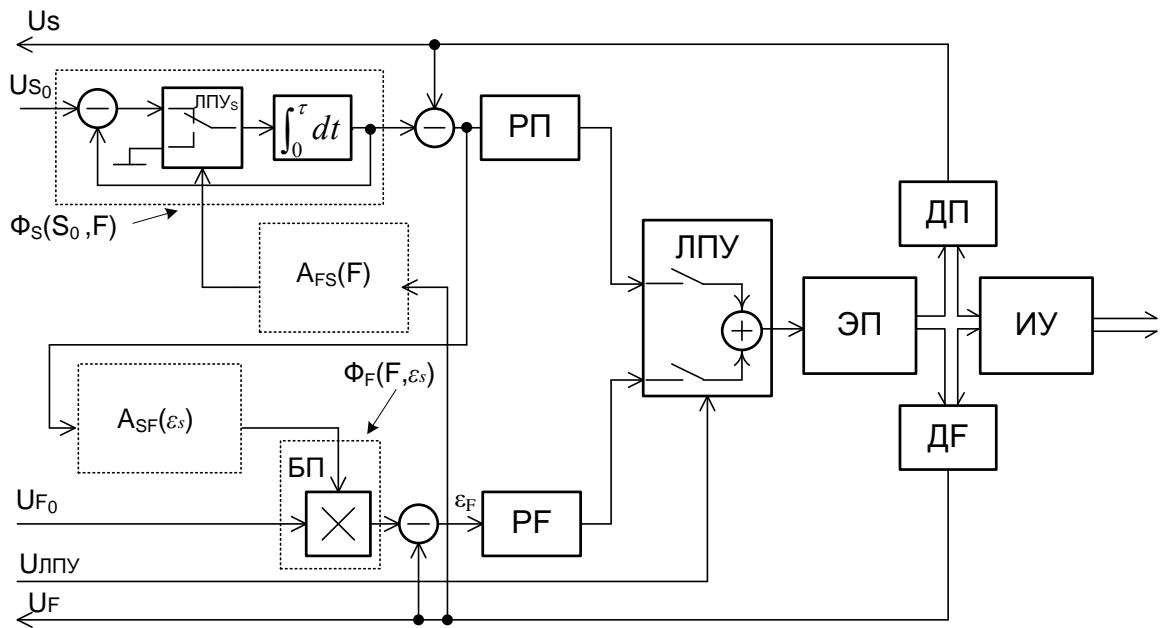 Us
Us₀
ЛПУs
∫₀^τ dt
РП
Φs(S₀,F)
AFS(F)
ДП
ЛПУ
ЭП
ИУ
ΦF(F,εs)
ASF(εs)
ДF
БП
UF₀
εF
РF
UЛПУ
UF